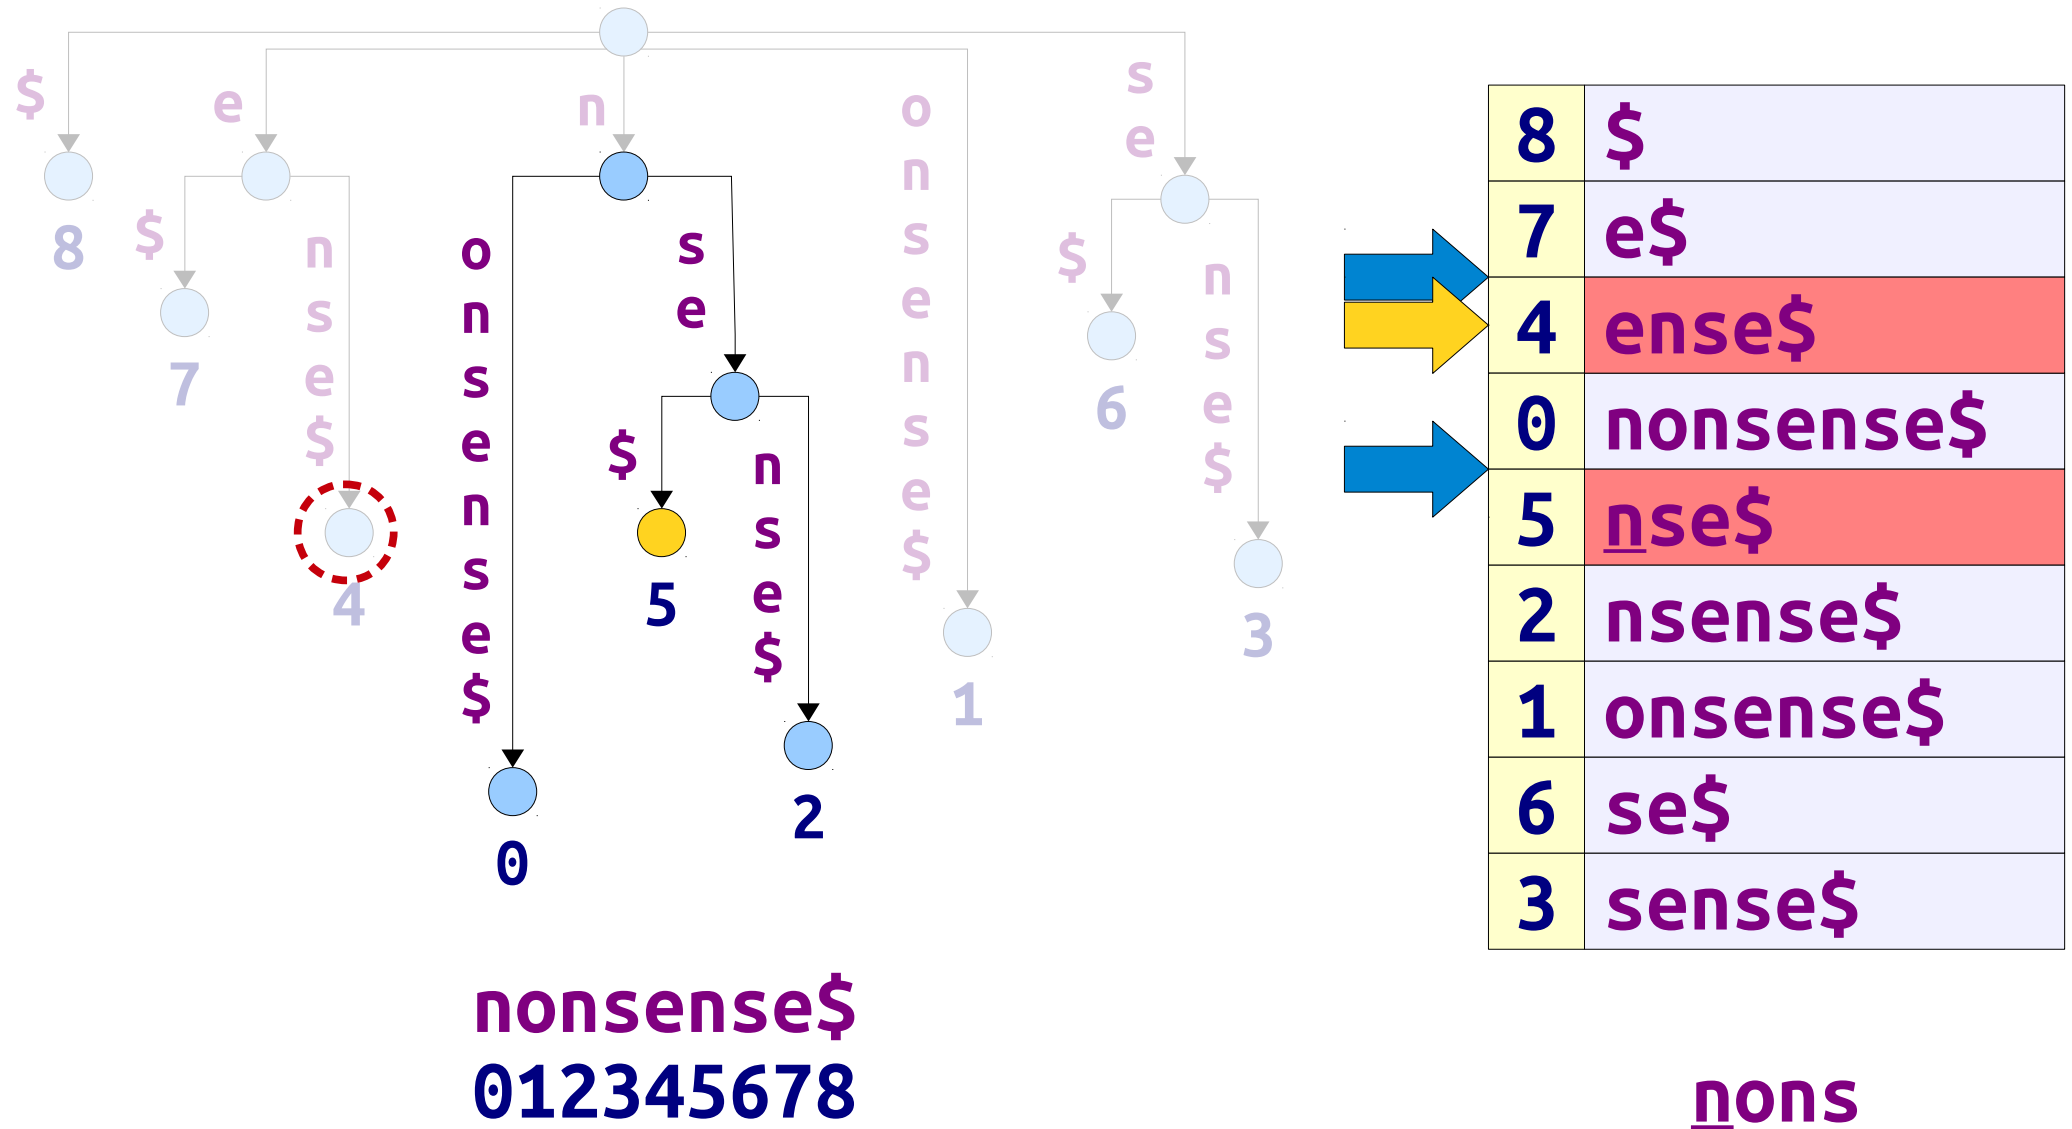 $
e
n
o
n
s
e
n
s
e
$
s
e
8
$
n
s
e
$
7
4
o
n
s
e
n
s
e
$
0
s
e
$
5
n
s
e
$
2
1
$
6
n
s
e
$
3
8 $
7 e$
4 ense$
0 nonsense$
5 nse$
2 nsense$
1 onsense$
6 se$
3 sense$
nonsense$
012345678
nons